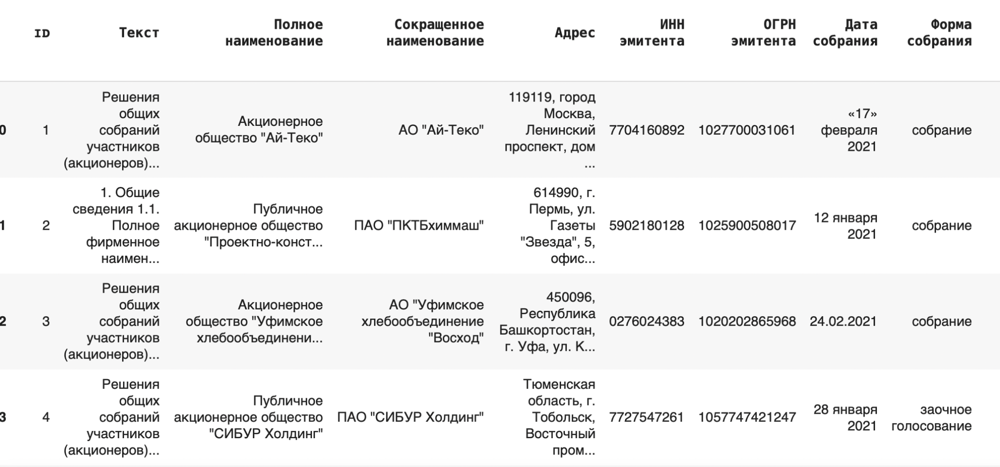 ID Текст Полное наименование Сокращенное наименование Адрес ИНН эмитента ОГРН эмитента Дата собрания Форма собрания
0 1 Решения общих собраний участников (акционеров)... Акционерное общество "Ай-Теко" АО "Ай-Теко" 119119, город Москва, Ленинский проспект, дом ... 7704160892 1027700031061 «17» февраля 2021 собрание
1 2 1. Общие сведения 1.1. Полное фирменное наимен... Публичное акционерное общество "Проектно-конст... ПАО "ПКТБхиммаш" 614990, г. Пермь, ул. Газеты "Звезда", 5, офис... 5902180128 1025900508017 12 января 2021 собрание
2 3 Решения общих собраний участников (акционеров)... Акционерное общество "Уфимское хлебообъединени... АО "Уфимское хлебообъединение "Восход" 450096, Республика Башкортостан, г. Уфа, ул. К... 0276024383 1020202865968 24.02.2021 собрание
3 4 Решения общих собраний участников (акционеров)... Публичное акционерное общество "СИБУР Холдинг" ПАО "СИБУР Холдинг" Тюменская область, г. Тобольск, Восточный пром... 7727547261 1057747421247 28 января 2021 заочное голосование